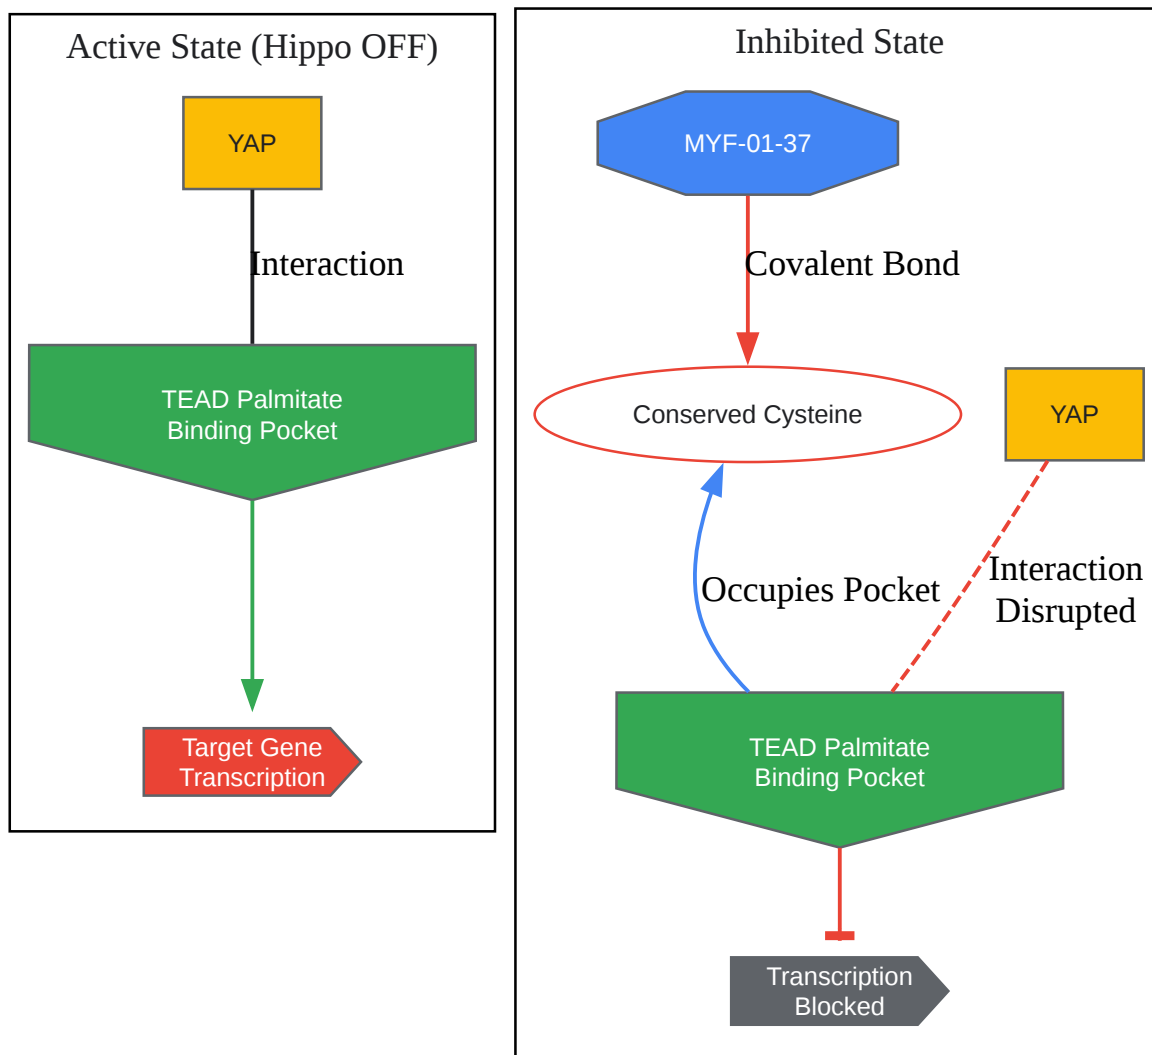 Active State (Hippo OFF)
YAP
Interaction
TEAD Palmitate
Binding Pocket
Target Gene
Transcription
Inhibited State
MYF-01-37
Covalent Bond
Conserved Cysteine
YAP
Occupies Pocket
Interaction
Disrupted
TEAD Palmitate
Binding Pocket
Transcription
Blocked